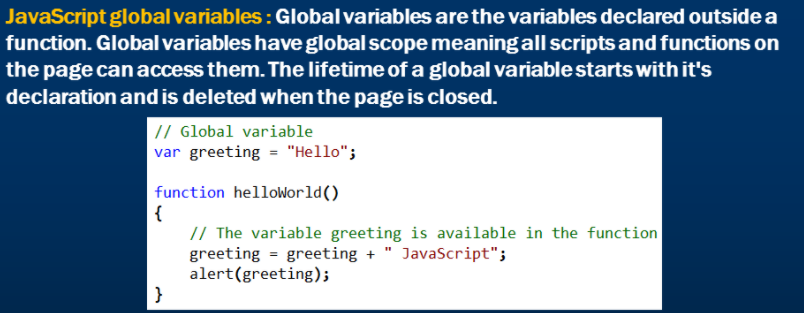 JavaScript global variables : Global variables are the variables declared outside a
function. Global variables have global scope meaning all scripts and functions on
the page can access them. The lifetime of a global variable starts with it's
declaration and is deleted when the page is closed.
// Global variable
var greeting = "Hello";
function helloWorld()
{
// The variable greeting is available in the function
greeting = greeting + " JavaScript";
alert(greeting);
}